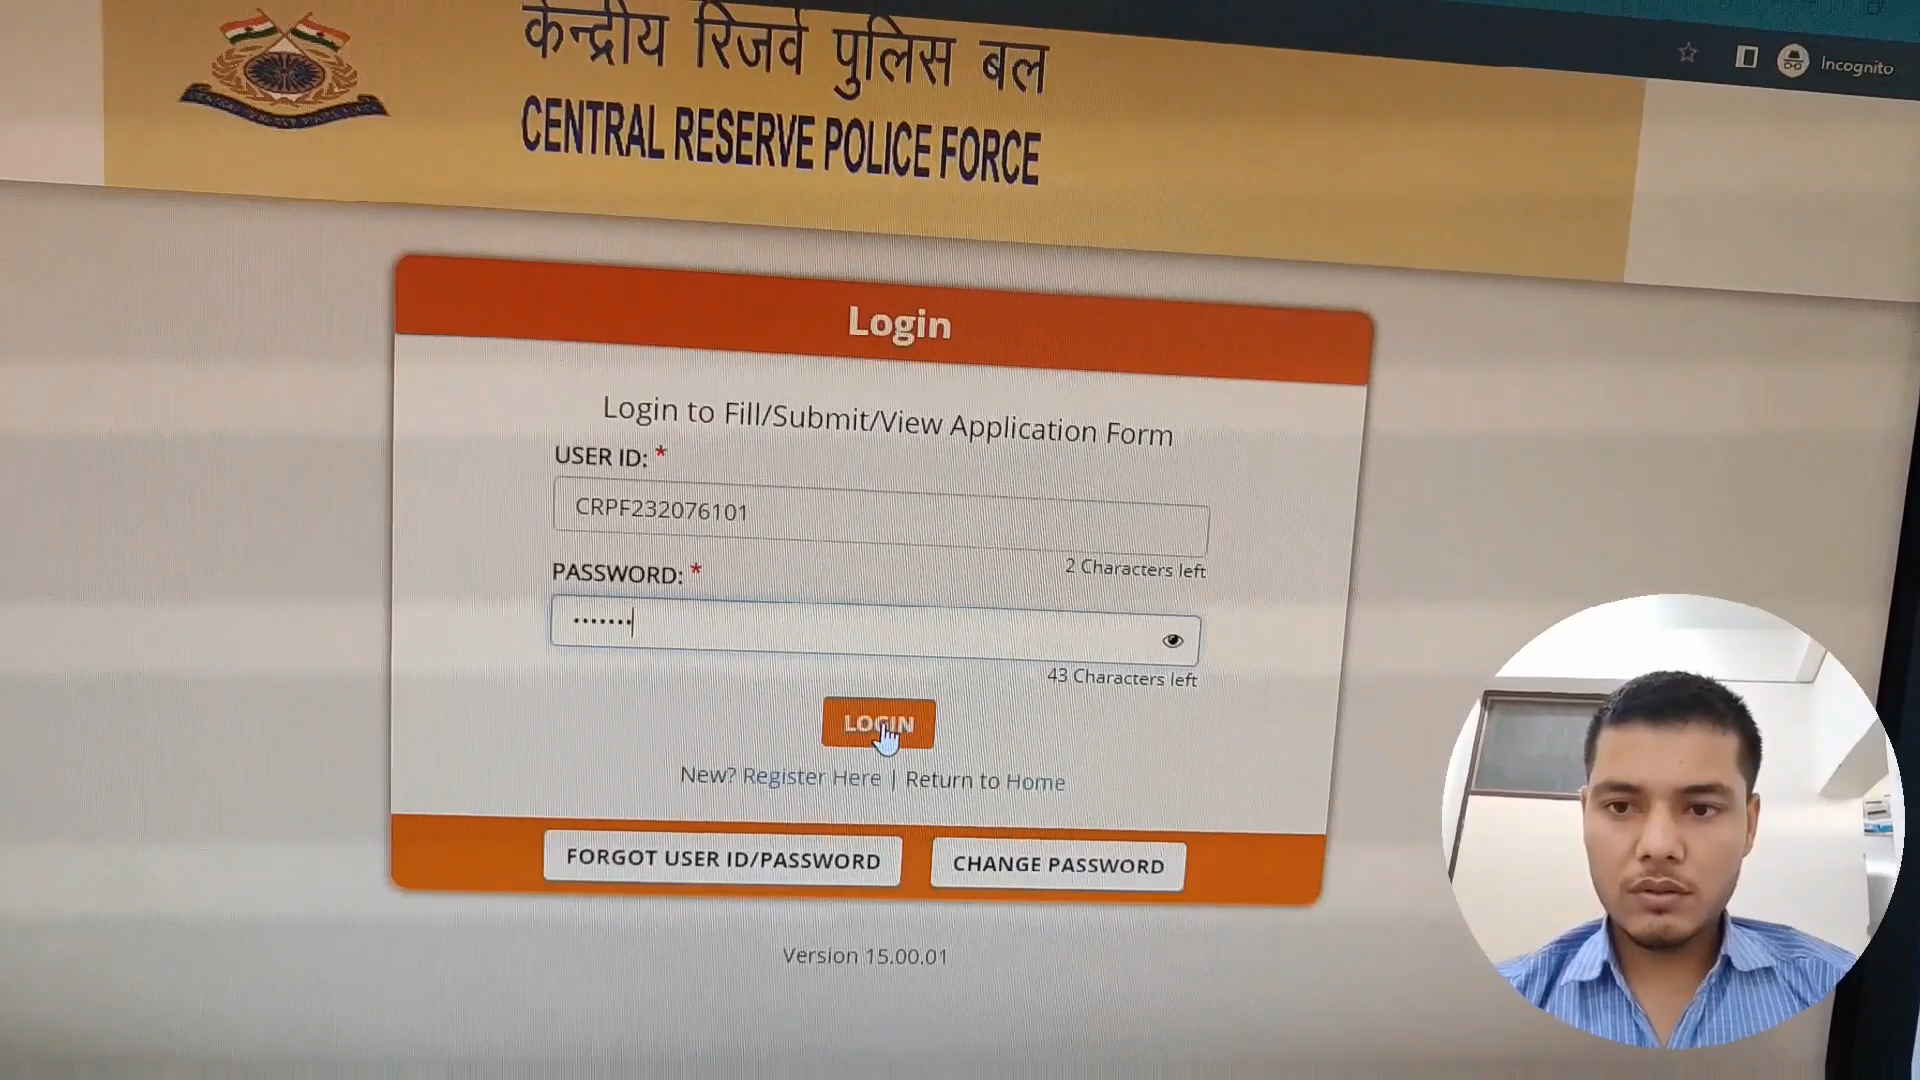 केन्द्रीय रिजर्व पुलिस बल
CENTRAL RESERVE POLICE FORCE
Incognito
Login
Login to Fill/Submit/View Application Form
USER ID: *
CRPF232076101
2 Characters left
PASSWORD: *
•••••••
43 Characters left
LOGIN
New? Register Here | Return to Home
FORGOT USER ID/PASSWORD
CHANGE PASSWORD
Version 15.00.01